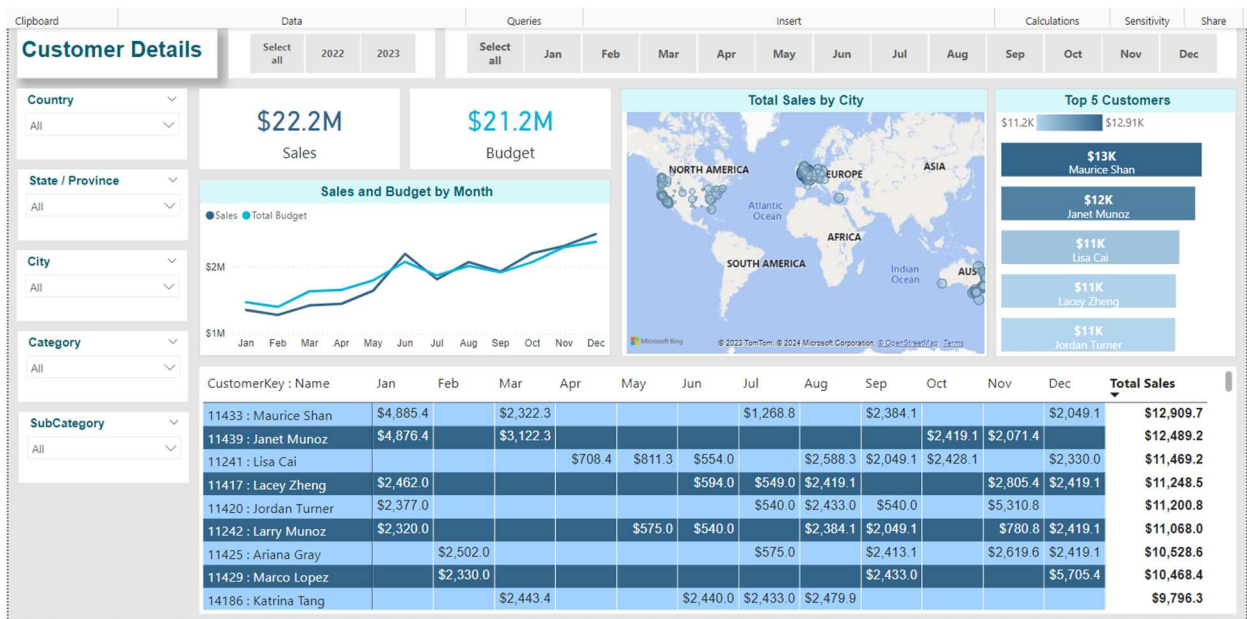 Clipboard Data Queries Insert Calculations Sensitivity Share
Customer Details
Select all 2022 2023
Select all Jan Feb Mar Apr May Jun Jul Aug Sep Oct Nov Dec
Country
All
State / Province
All
City
All
Category
All
SubCategory
All
$22.2M
Sales
$21.2M
Budget
Sales and Budget by Month
Sales Total Budget
$2M
$1M
Jan Feb Mar Apr May Jun Jul Aug Sep Oct Nov Dec
Total Sales by City
NORTH AMERICA
EUROPE
ASIA
Atlantic
Ocean
AFRICA
SOUTH AMERICA
Indian
Ocean
AUS
Microsoft Bing
© 2023 TomTom, © 2024 Microsoft Corporation, © OpenStreetMap Terms
Top 5 Customers
$11.2K $12.91K
$13K
Maurice Shan
$12K
Janet Munoz
$11K
Lisa Cai
$11K
Lacey Zheng
$11K
Jordan Turner
CustomerKey : Name Jan Feb Mar Apr May Jun Jul Aug Sep Oct Nov Dec Total Sales
11433 : Maurice Shan $4,885.4 $2,322.3 $1,268.8 $2,384.1 $2,049.1 $12,909.7
11439 : Janet Munoz $4,876.4 $3,122.3 $2,419.1 $2,071.4 $12,489.2
11241 : Lisa Cai $708.4 $811.3 $554.0 $2,588.3 $2,049.1 $2,428.1 $2,330.0 $11,469.2
11417 : Lacey Zheng $2,462.0 $594.0 $549.0 $2,419.1 $2,805.4 $2,419.1 $11,248.5
11420 : Jordan Turner $2,377.0 $540.0 $2,433.0 $540.0 $5,310.8 $11,200.8
11242 : Larry Munoz $2,320.0 $575.0 $540.0 $2,384.1 $2,049.1 $780.8 $2,419.1 $11,068.0
11425 : Ariana Gray $2,502.0 $575.0 $2,413.1 $2,619.6 $2,419.1 $10,528.6
11429 : Marco Lopez $2,330.0 $2,433.0 $5,705.4 $10,468.4
14186 : Katrina Tang $2,443.4 $2,440.0 $2,433.0 $2,479.9 $9,796.3